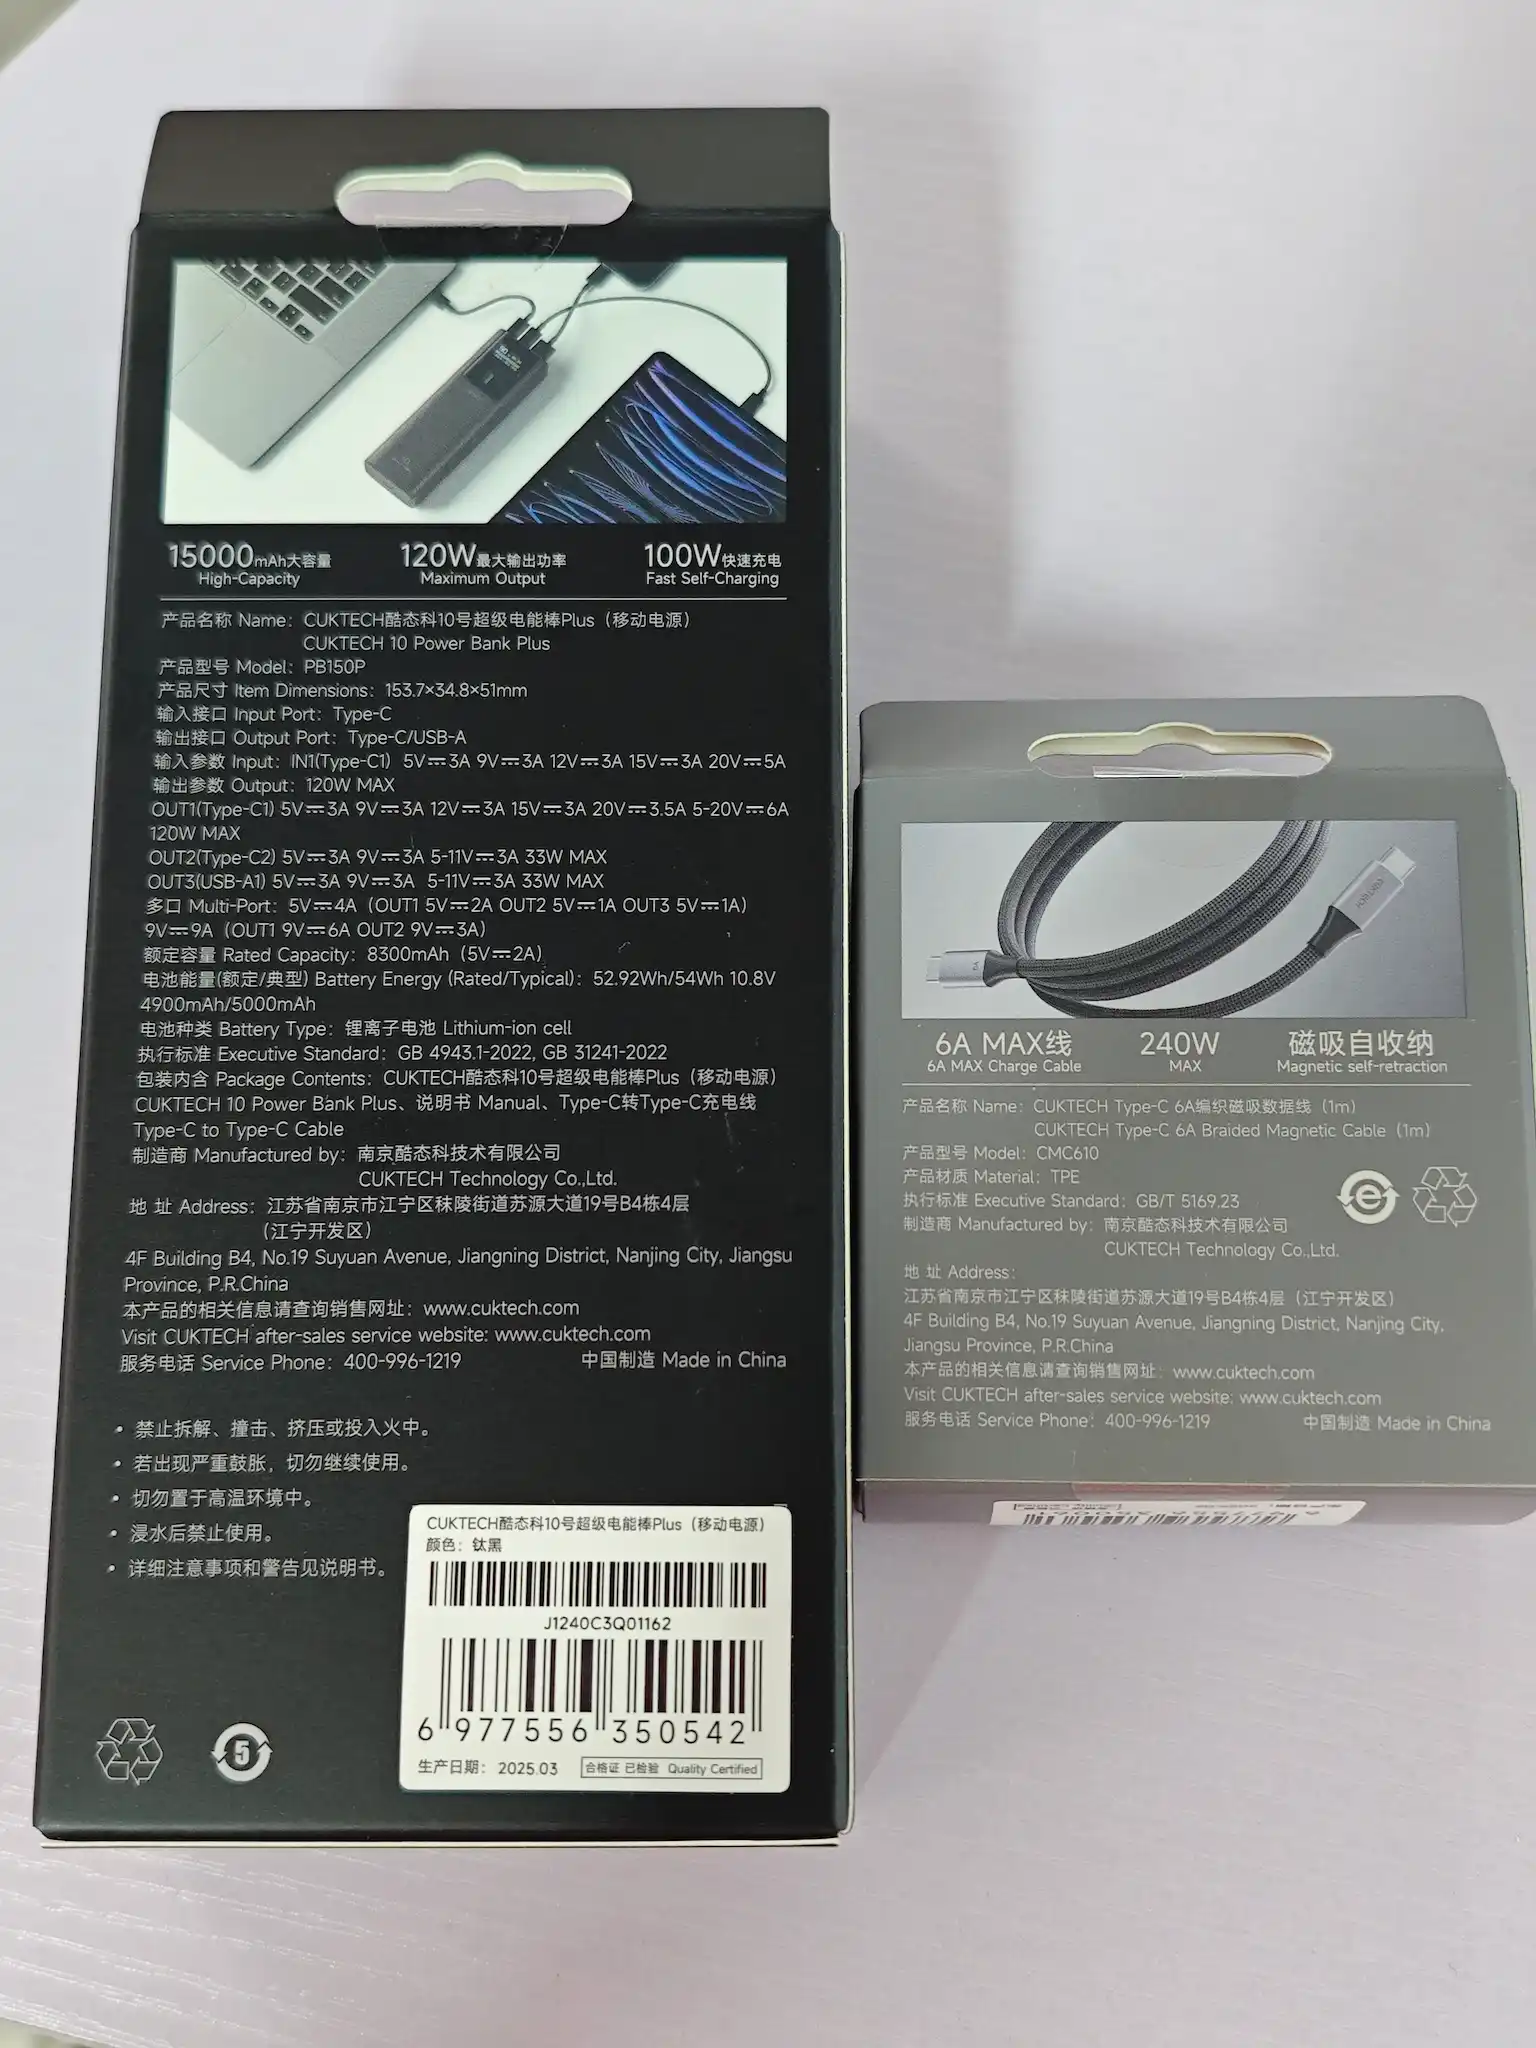 15000mAh大容量
High-Capacity
120W最大输出功率
Maximum Output
100W快速充电
Fast Self-Charging
产品名称 Name：CUKTECH酷态科10号超级电能棒Plus（移动电源）
CUKTECH 10 Power Bank Plus
产品型号 Model：PB150P
产品尺寸 Item Dimensions：153.7×34.8×51mm
输入接口 Input Port：Type-C
输出接口 Output Port：Type-C/USB-A
输入参数 Input：IN1(Type-C1) 5V⎓3A 9V⎓3A 12V⎓3A 15V⎓3A 20V⎓5A
输出参数 Output：120W MAX
OUT1(Type-C1) 5V⎓3A 9V⎓3A 12V⎓3A 15V⎓3A 20V⎓3.5A 5-20V⎓6A
120W MAX
OUT2(Type-C2) 5V⎓3A 9V⎓3A 5-11V⎓3A 33W MAX
OUT3(USB-A1) 5V⎓3A 9V⎓3A 5-11V⎓3A 33W MAX
多口 Multi-Port：5V⎓4A（OUT1 5V⎓2A OUT2 5V⎓1A OUT3 5V⎓1A）
9V⎓9A（OUT1 9V⎓6A OUT2 9V⎓3A）
额定容量 Rated Capacity：8300mAh（5V⎓2A）
电池能量(额定/典型) Battery Energy (Rated/Typical)：52.92Wh/54Wh 10.8V
4900mAh/5000mAh
电池种类 Battery Type：锂离子电池 Lithium-ion cell
执行标准 Executive Standard：GB 4943.1-2022, GB 31241-2022
包装内含 Package Contents：CUKTECH酷态科10号超级电能棒Plus（移动电源）
CUKTECH 10 Power Bank Plus、说明书 Manual、Type-C转Type-C充电线
Type-C to Type-C Cable
制造商 Manufactured by：南京酷态科技术有限公司
CUKTECH Technology Co.,Ltd.
地 址 Address：江苏省南京市江宁区秣陵街道苏源大道19号B4栋4层
（江宁开发区）
4F Building B4, No.19 Suyuan Avenue, Jiangning District, Nanjing City, Jiangsu
Province, P.R.China
本产品的相关信息请查询销售网址：www.cuktech.com
Visit CUKTECH after-sales service website: www.cuktech.com
服务电话 Service Phone：400-996-1219 中国制造 Made in China
• 禁止拆解、撞击、挤压或投入火中。
• 若出现严重鼓胀，切勿继续使用。
• 切勿置于高温环境中。
• 浸水后禁止使用。
• 详细注意事项和警告见说明书。
5
CUKTECH酷态科10号超级电能棒Plus（移动电源）
颜色：钛黑
J1240C3Q01162
6 977556 350542
生产日期：2025.03 合格证 已检验 Quality Certified
CUKTECH
6A
6A MAX线
6A MAX Charge Cable
240W
MAX
磁吸自收纳
Magnetic self-retraction
产品名称 Name：CUKTECH Type-C 6A编织磁吸数据线（1m）
CUKTECH Type-C 6A Braided Magnetic Cable（1m）
产品型号 Model：CMC610
产品材质 Material：TPE
执行标准 Executive Standard：GB/T 5169.23
制造商 Manufactured by：南京酷态科技术有限公司
CUKTECH Technology Co.,Ltd.
e
地 址 Address：
江苏省南京市江宁区秣陵街道苏源大道19号B4栋4层（江宁开发区）
4F Building B4, No.19 Suyuan Avenue, Jiangning District, Nanjing City,
Jiangsu Province, P.R.China
本产品的相关信息请查询销售网址：www.cuktech.com
Visit CUKTECH after-sales service website: www.cuktech.com
服务电话 Service Phone：400-996-1219 中国制造 Made in China